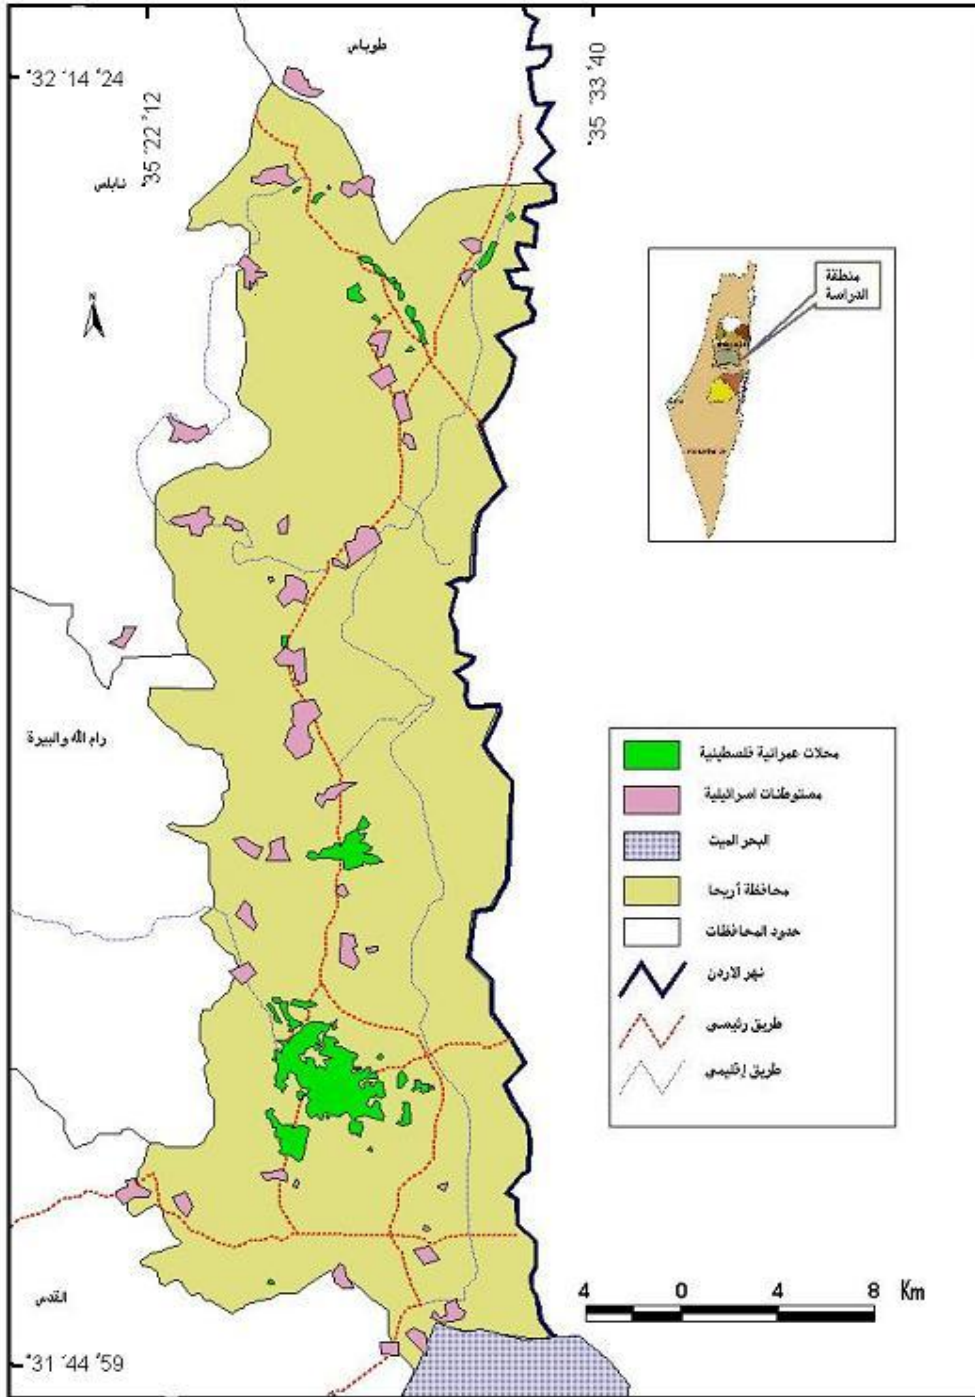 طوباس
°32 ´14 ˝24
°35 ´22 ˝12
°35 ´33 ˝40
نابلس
N
منطقة
الدراسة
رام الله والبيرة
محلات عمرانية فلسطينية
مستوطنات اسرائيلية
البحر الميت
محافظة أريحا
حدود المحافظات
نهر الاردن
طريق رئيسي
طريق إقليمي
القدس
4 0 4 8 Km
°31 ´44 ˝59